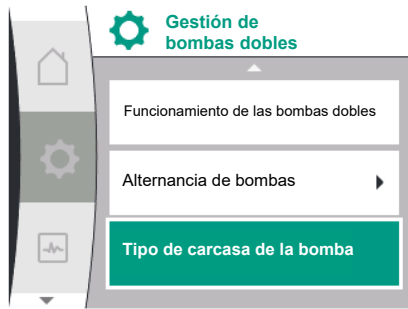 Gestión de
bombas dobles
Funcionamiento de las bombas dobles
Alternancia de bombas
Tipo de carcasa de la bomba